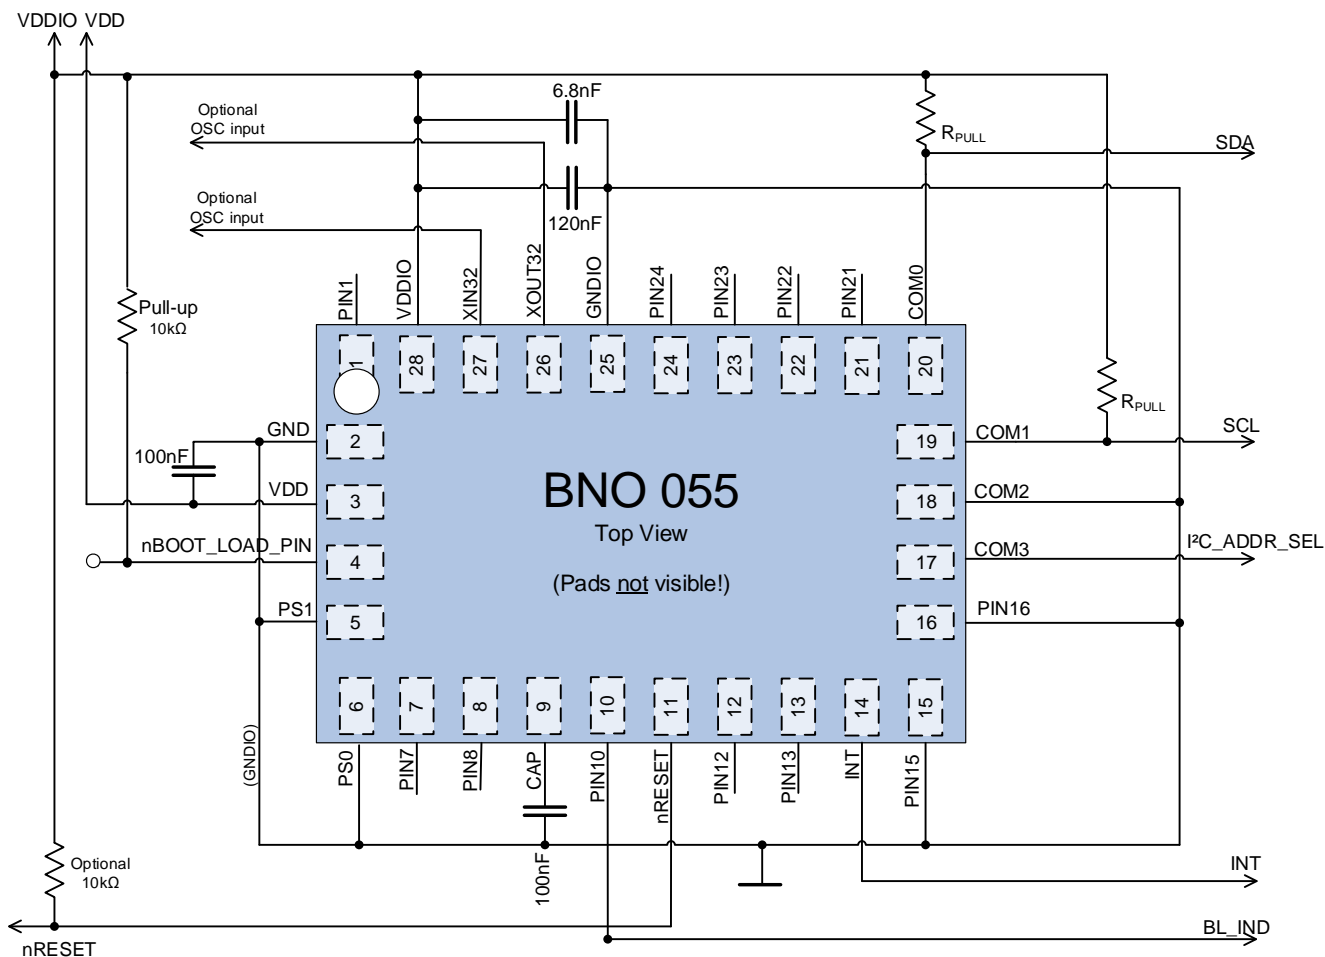 VDDIO VDD
6.8nF
Optional
OSC input
R_PULL
SDA
Optional
OSC input
120nF
PIN1
VDDIO
XIN32
XOUT32
GNDIO
PIN24
PIN23
PIN22
PIN21
COM0
Pull-up
10kΩ
1
28
27
26
25
24
23
22
21
20
R_PULL
GND
2
19
COM1
SCL
100nF
VDD
3
BNO 055
18
COM2
Top View
nBOOT_LOAD_PIN
4
17
COM3
I²C_ADDR_SEL
(Pads not visible!)
PS1
5
16
PIN16
6
7
8
9
10
11
12
13
14
15
(GNDIO)
PS0
PIN7
PIN8
CAP
PIN10
nRESET
PIN12
PIN13
INT
PIN15
Optional
10kΩ
100nF
INT
nRESET
BL_IND